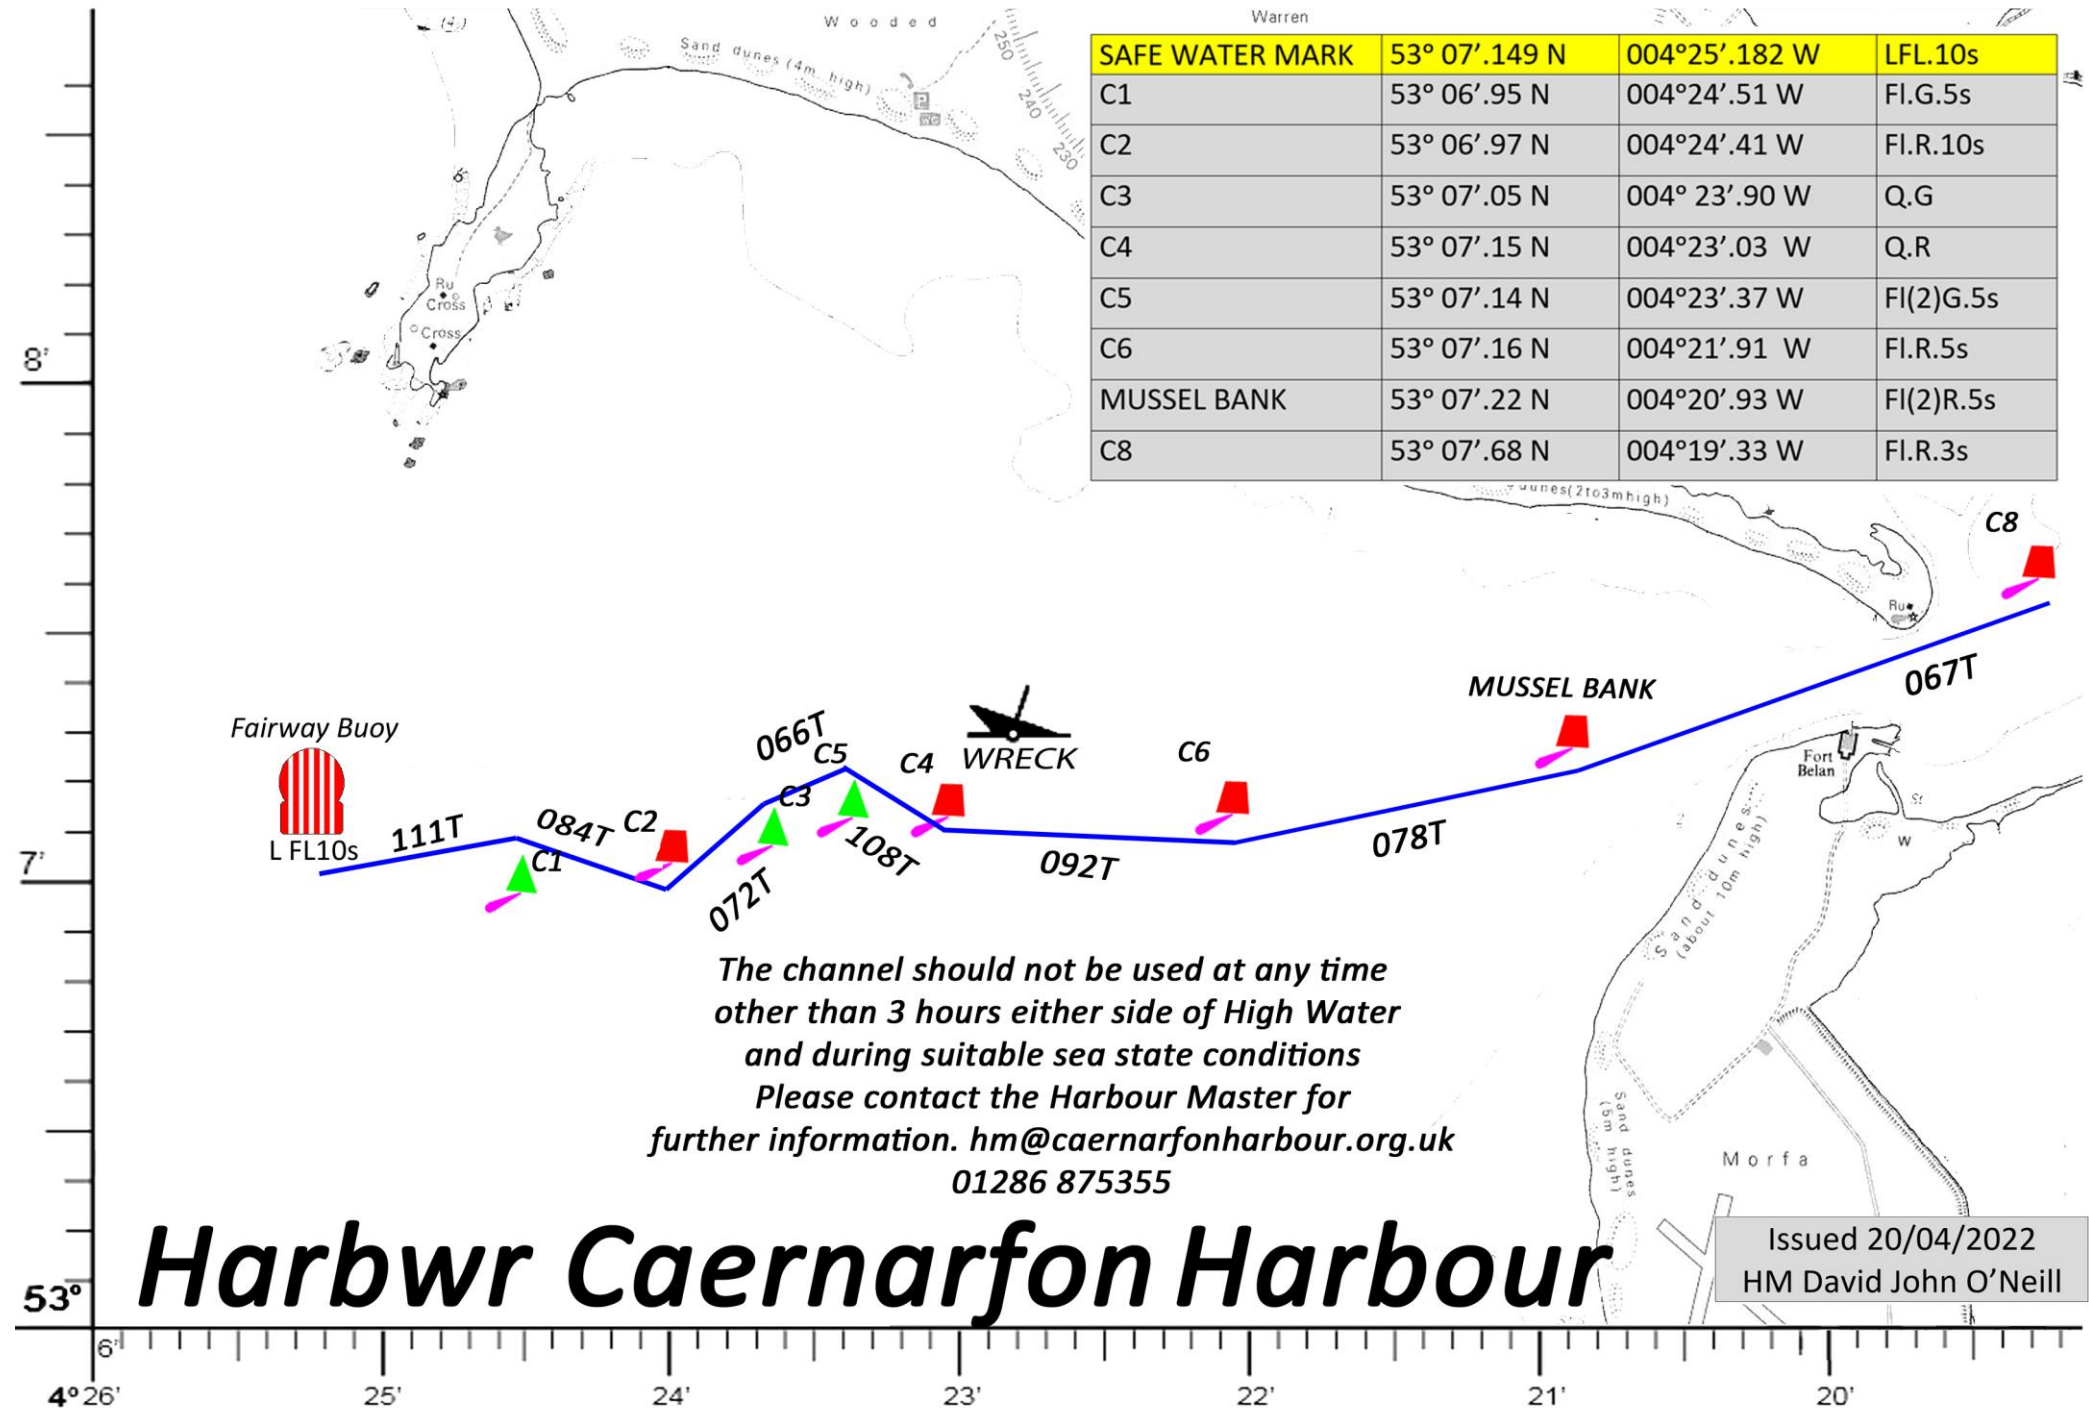 Wooded
Warren
Sand dunes (4m high)
250
240
230
P
WC
(4)
SAFE WATER MARK 53° 07'.149 N 004°25'.182 W LFL.10s
C1 53° 06'.95 N 004°24'.51 W Fl.G.5s
C2 53° 06'.97 N 004°24'.41 W Fl.R.10s
C3 53° 07'.05 N 004° 23'.90 W Q.G
C4 53° 07'.15 N 004°23'.03 W Q.R
C5 53° 07'.14 N 004°23'.37 W Fl(2)G.5s
C6 53° 07'.16 N 004°21'.91 W Fl.R.5s
MUSSEL BANK 53° 07'.22 N 004°20'.93 W Fl(2)R.5s
C8 53° 07'.68 N 004°19'.33 W Fl.R.3s
Ru
Cross
Cross
8'
dunes(2to3mhigh)
C8
Ru
067T
MUSSEL BANK
Fairway Buoy
L FL10s
111T
084T
C1
C2
066T
C3
C5
072T
108T
C4
WRECK
092T
C6
078T
Fort
Belan
St
W
7'
Sand dunes
(about 10m high)
The channel should not be used at any time
other than 3 hours either side of High Water
and during suitable sea state conditions
Please contact the Harbour Master for
further information. hm@caernarfonharbour.org.uk
01286 875355
Sand dunes
(5m high)
Morfa
Harbwr Caernarfon Harbour
Issued 20/04/2022
HM David John O'Neill
53°
6'
4°26' 25' 24' 23' 22' 21' 20'